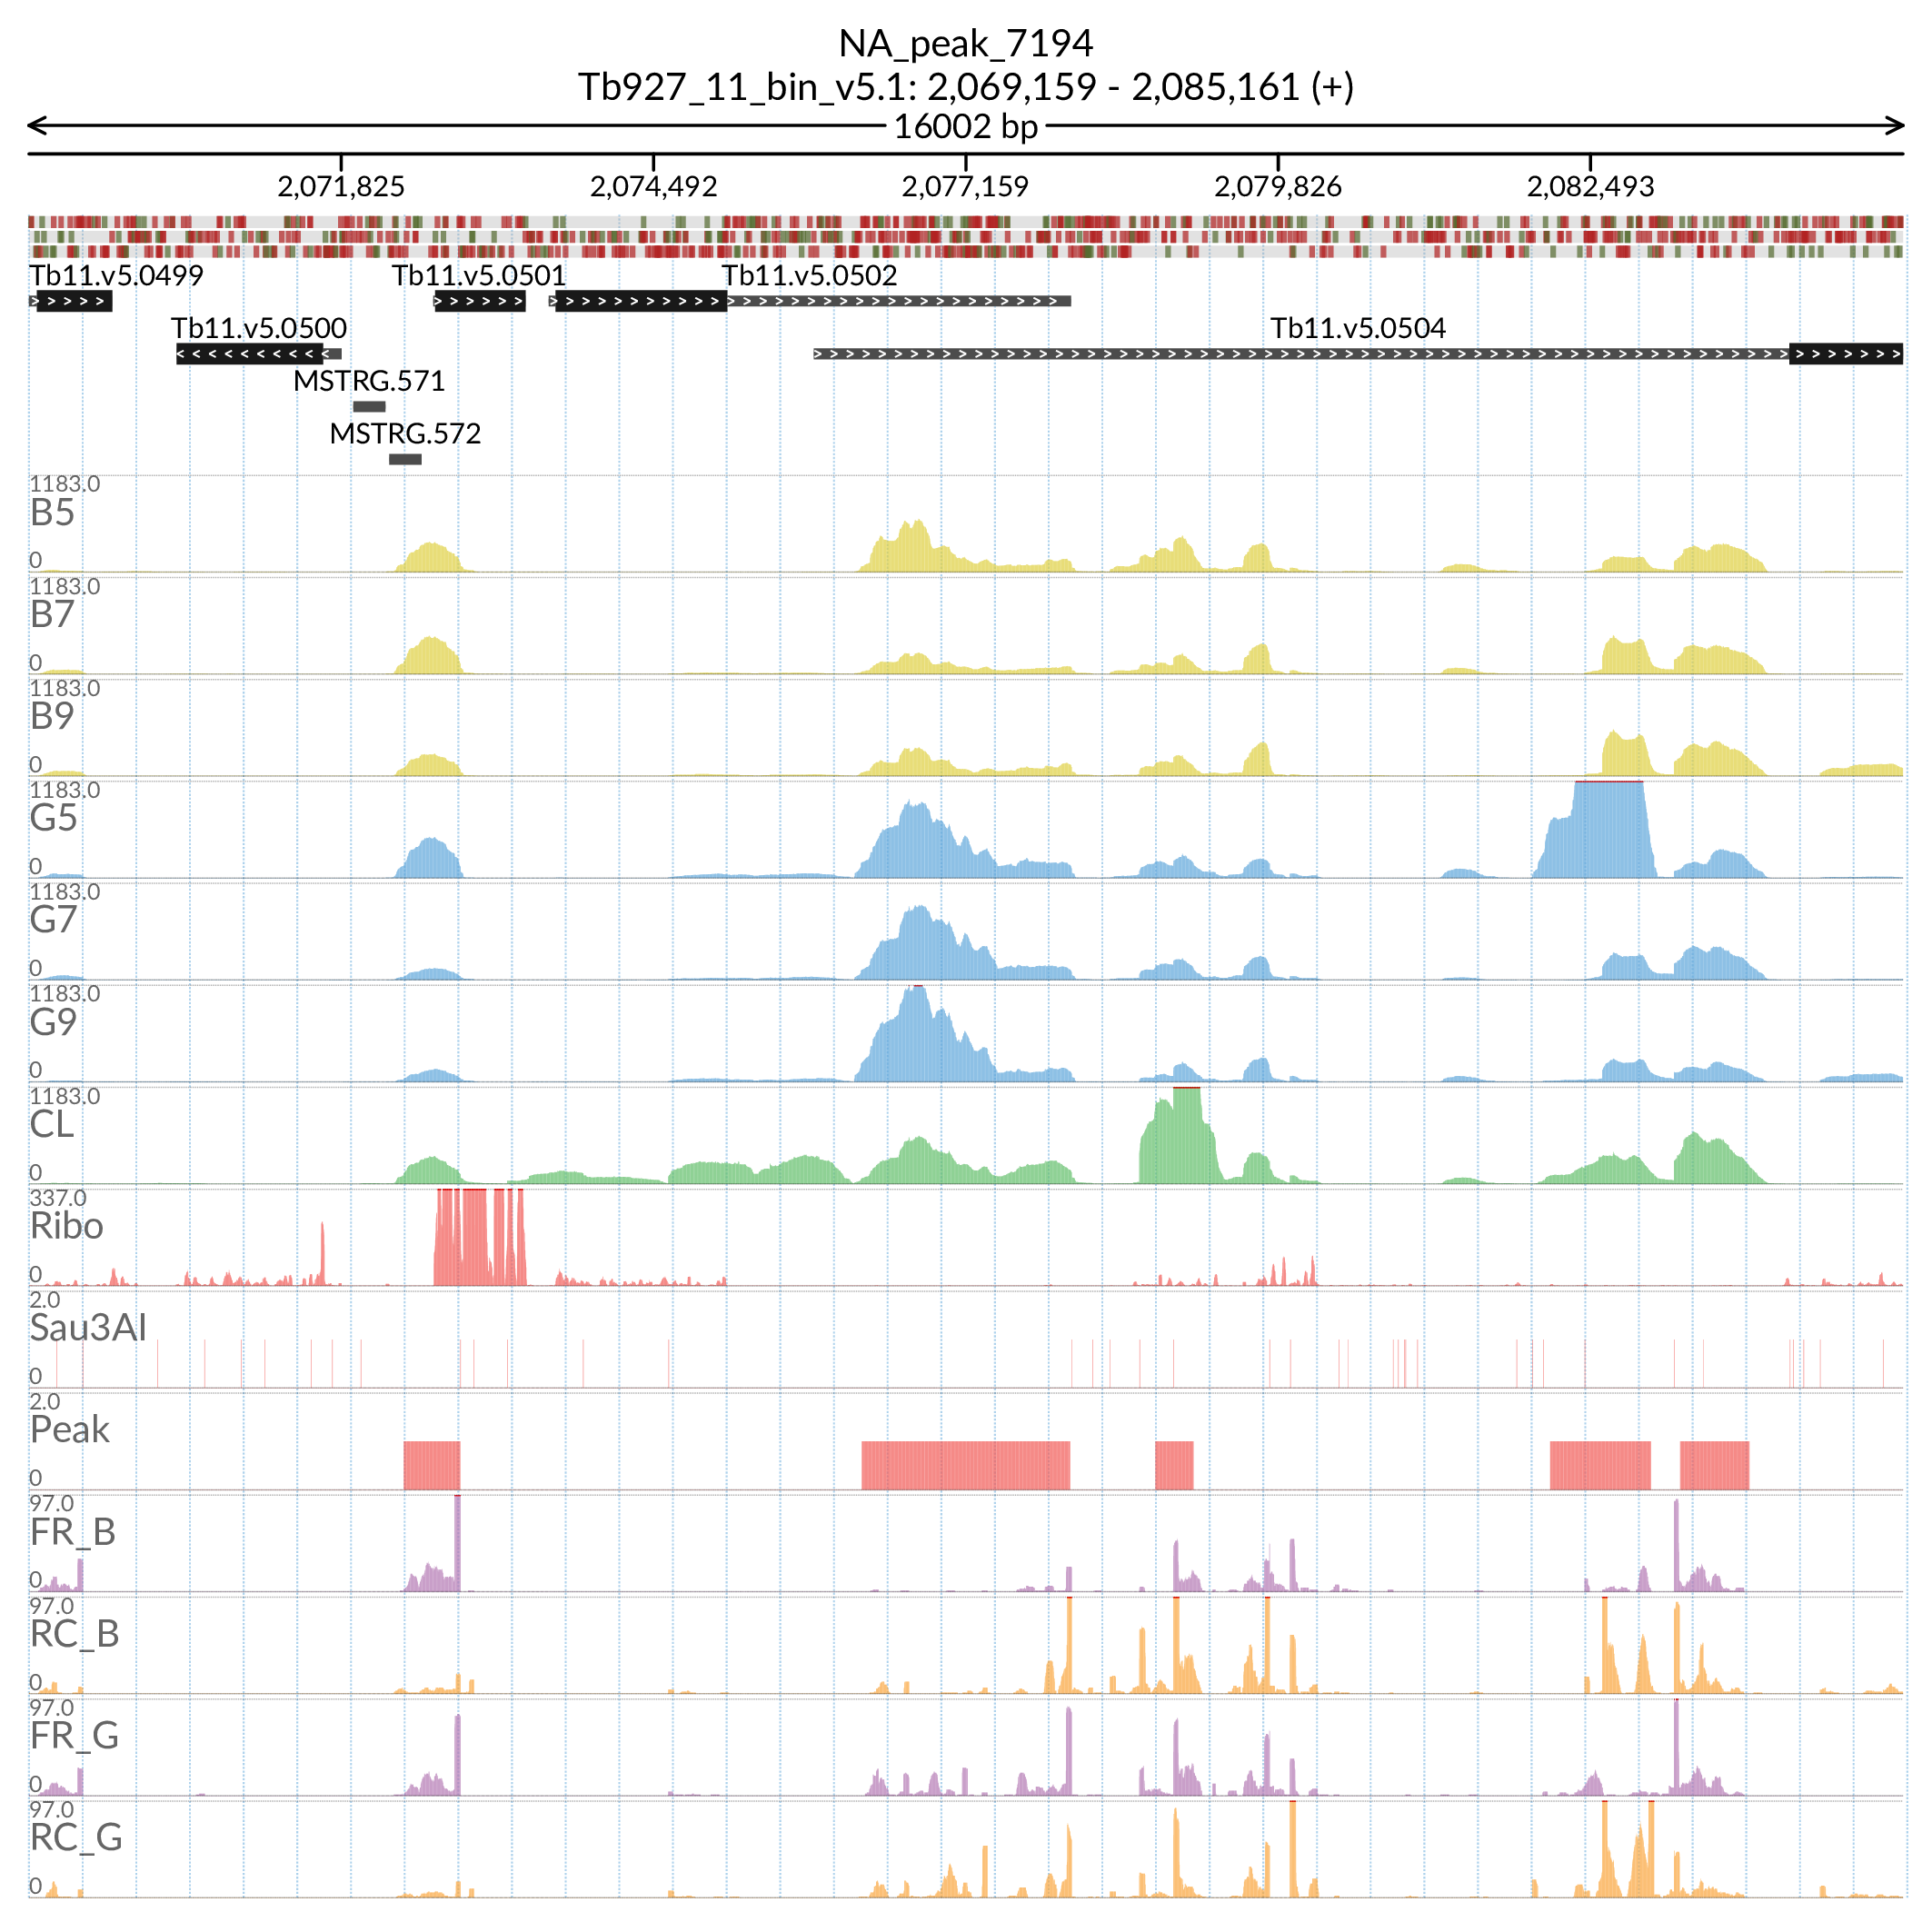 NA_peak_7194
Tb927_11_bin_v5.1: 2,069,159 - 2,085,161 (+)
16002 bp
2,071,825 2,074,492 2,077,159 2,079,826 2,082,493
Tb11.v5.0499 Tb11.v5.0501 Tb11.v5.0502
Tb11.v5.0500 Tb11.v5.0504
MSTRG.571
MSTRG.572
1183.0
B5
0
1183.0
B7
0
1183.0
B9
0
1183.0
G5
0
1183.0
G7
0
1183.0
G9
0
1183.0
CL
0
337.0
Ribo
0
2.0
Sau3AI
0
2.0
Peak
0
97.0
FR_B
0
97.0
RC_B
0
97.0
FR_G
0
97.0
RC_G
0